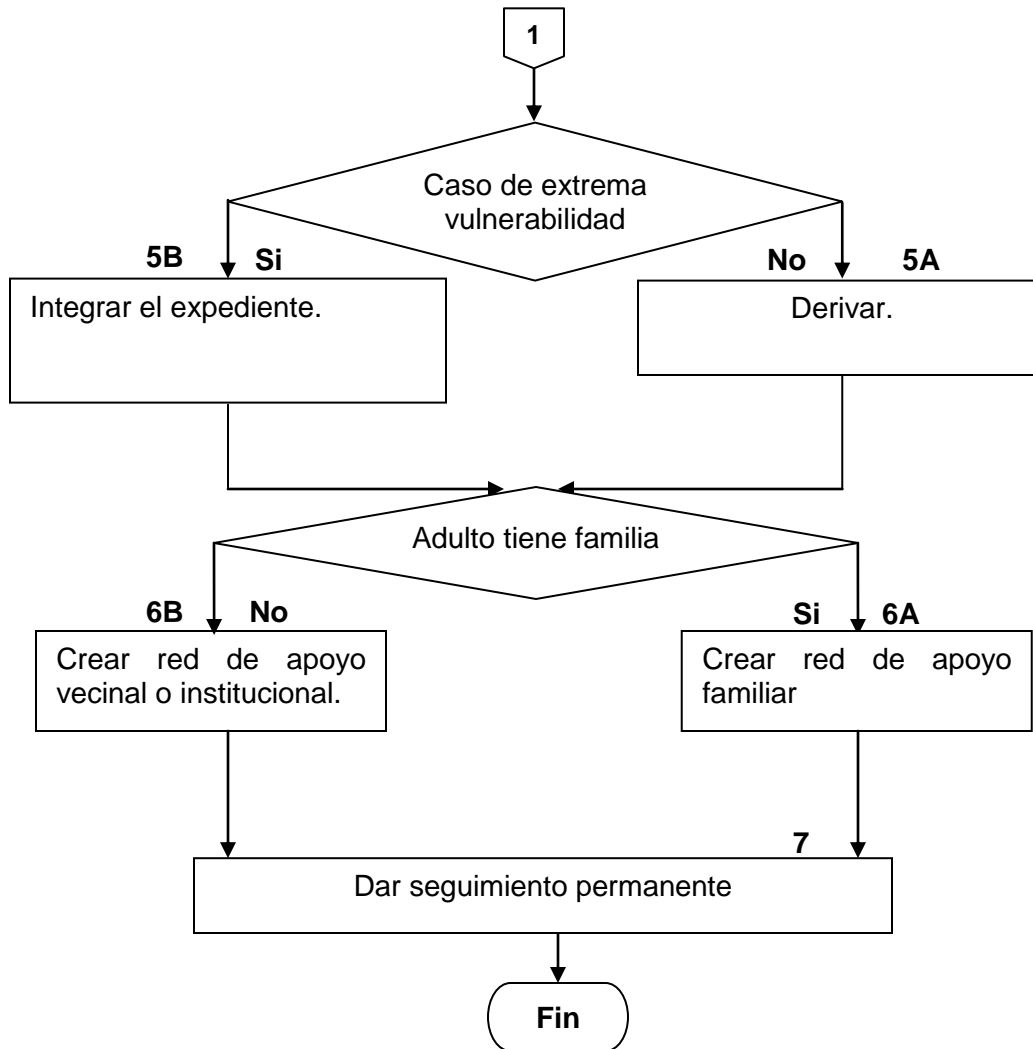 1
Caso de extrema
vulnerabilidad
5B Si
No 5A
Integrar el expediente.
Derivar.
Adulto tiene familia
6B No
Si 6A
Crear red de apoyo
vecinal o institucional.
Crear red de apoyo
familiar
7
Dar seguimiento permanente
Fin